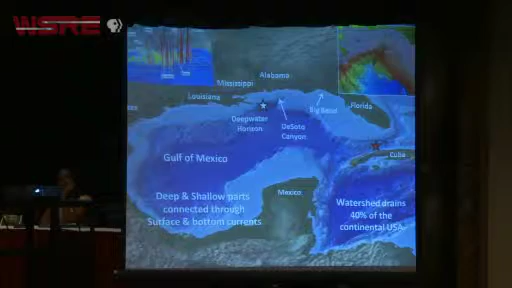 WSRE
PBS
Alabama
Mississippi
Louisiana
Big Bend
Florida
Deepwater
Horizon
DeSoto
Canyon
Cuba
Gulf of Mexico
Mexico
Deep & Shallow parts
connected through
Surface & bottom currents
Watershed drains
40% of the
continental USA